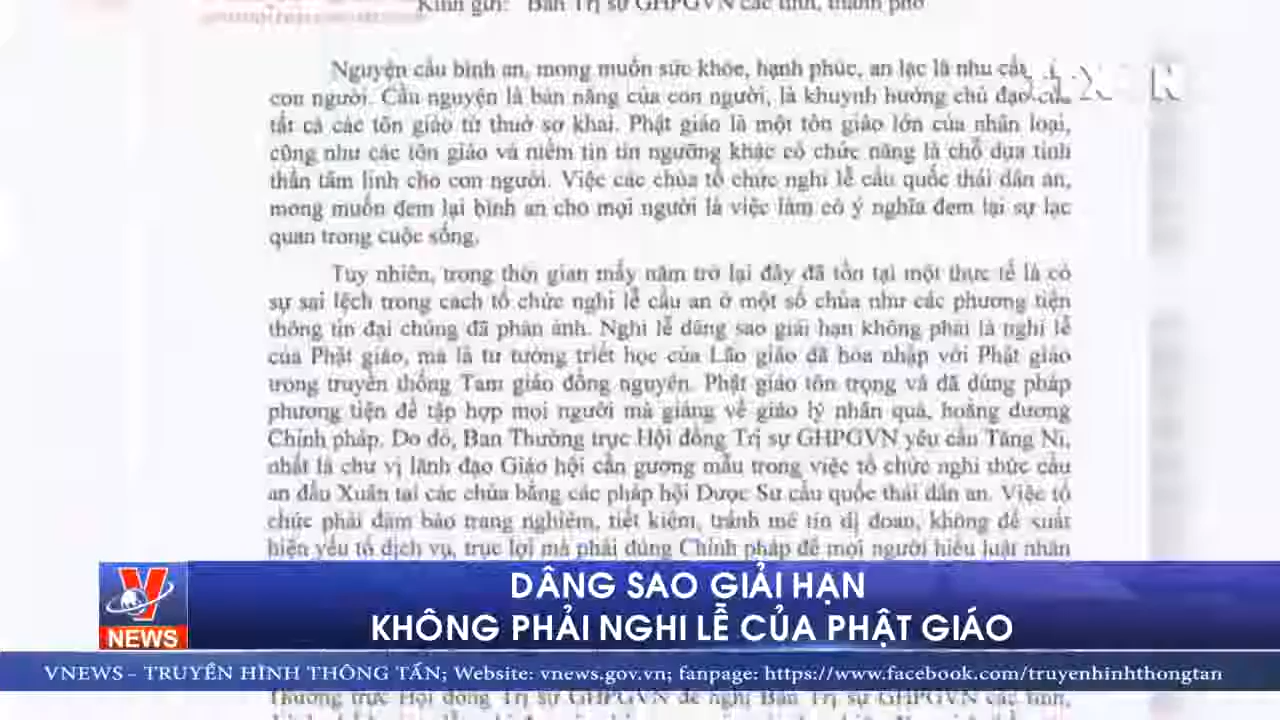 Kính gửi: Ban Trị sự GHPGVN các tỉnh, thành phố
Nguyện cầu bình an, mong muốn sức khỏe, hạnh phúc, an lạc là nhu cầu
con người. Cầu nguyện là bản năng của con người, là khuynh hướng chủ đạo của
tất cả các tôn giáo từ thuở sơ khai. Phật giáo là một tôn giáo lớn của nhân loại,
cũng như các tôn giáo và niềm tin tín ngưỡng khác có chức năng là chỗ dựa tinh
thần tâm linh cho con người. Việc các chùa tổ chức nghi lễ cầu quốc thái dân an,
mong muốn đem lại bình an cho mọi người là việc làm có ý nghĩa đem lại sự lạc
quan trong cuộc sống.
Tuy nhiên, trong thời gian mấy năm trở lại đây đã tồn tại một thực tế là có
sự sai lệch trong cách tổ chức nghi lễ cầu an ở một số chùa như các phương tiện
thông tin đại chúng đã phản ánh. Nghi lễ dâng sao giải hạn không phải là nghi lễ
của Phật giáo, mà là tư tưởng triết học của Lão giáo đã hòa nhập với Phật giáo
trong truyền thống Tam giáo đồng nguyên. Phật giáo tôn trọng và đã dùng pháp
phương tiện để tập hợp mọi người mà giảng về giáo lý nhân quả, hoằng dương
Chính pháp. Do đó, Ban Thường trực Hội đồng Trị sự GHPGVN yêu cầu Tăng Ni,
nhất là chư vị lãnh đạo Giáo hội cần gương mẫu trong việc tổ chức nghi thức cầu
an đầu Xuân tại các chùa bằng các pháp hội Dược Sư cầu quốc thái dân an. Việc tổ
chức phải đảm bảo trang nghiêm, tiết kiệm, tránh mê tín dị đoan, không để xuất
hiện yếu tố dịch vụ, trục lợi mà phải dùng Chính pháp để mọi người hiểu luật nhân
V
NEWS
DÂNG SAO GIẢI HẠN
KHÔNG PHẢI NGHI LỄ CỦA PHẬT GIÁO
VNEWS - TRUYỀN HÌNH THÔNG TẤN; Website: vnews.gov.vn; fanpage: https://www.facebook.com/truyenhinhthongtan
Thường trực Hội đồng Trị sự GHPGVN đề nghị Ban Trị sự GHPGVN các tỉnh,